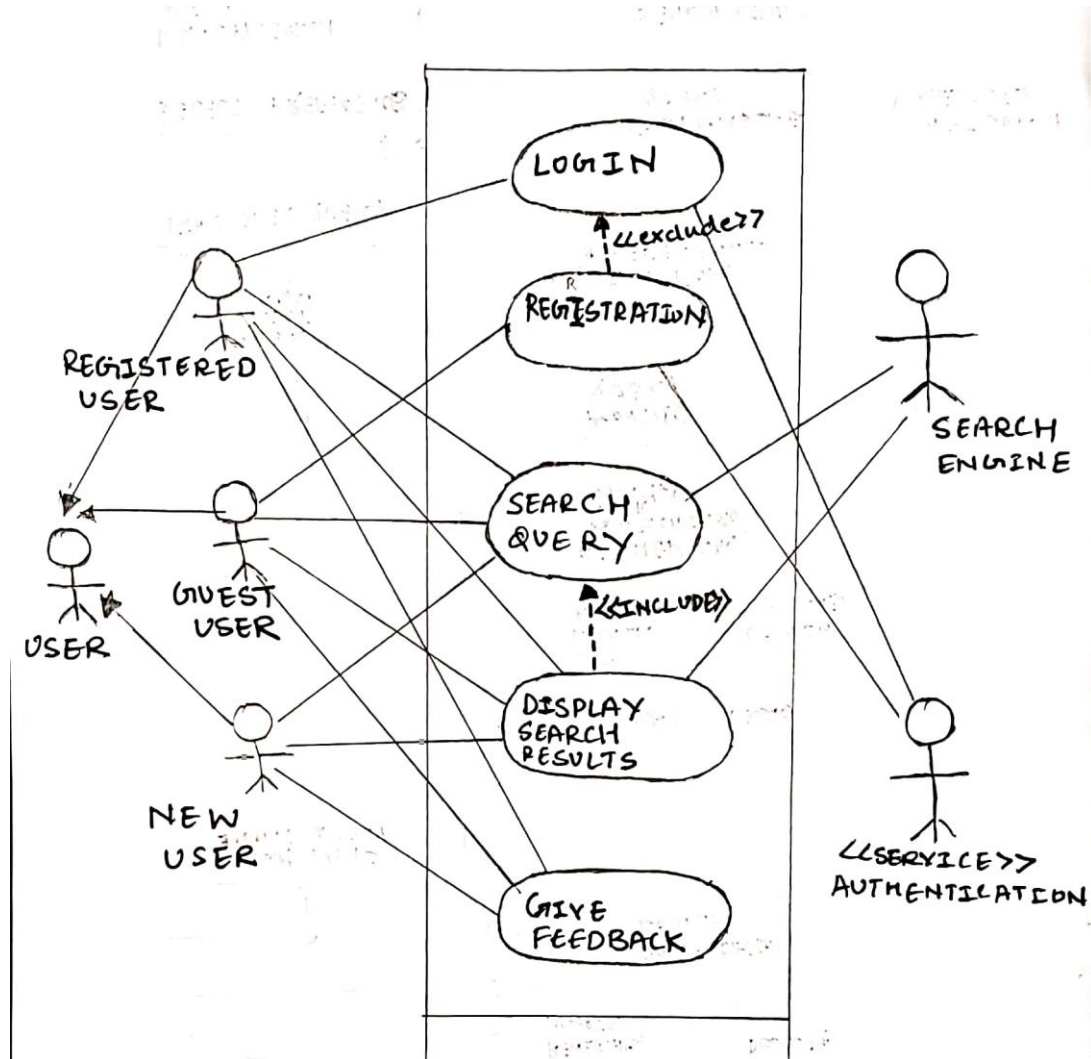 LOGIN
<<exclude>>
REGISTRATION
R
REGISTERED
USER
SEARCH
ENGINE
SEARCH
QUERY
GUEST
USER
USER
<<INCLUDE>>
DISPLAY
SEARCH
RESULTS
NEW
USER
<<SERVICE>>
AUTHENTICATION
GIVE
FEEDBACK